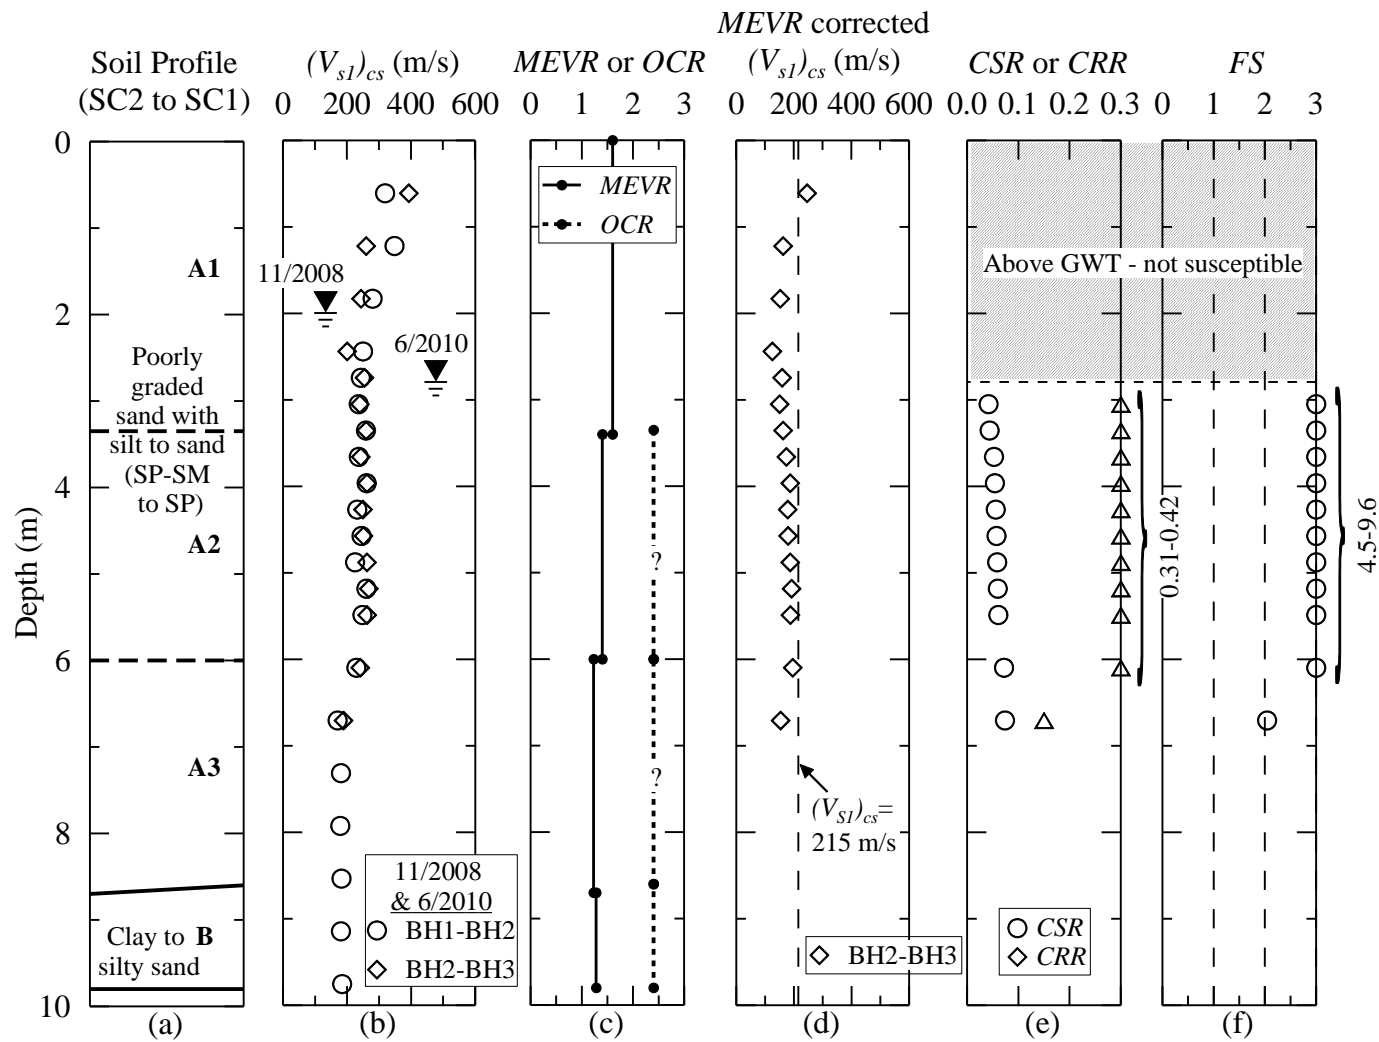 MEVR corrected
Soil Profile
(SC2 to SC1)
(Vs1)cs (m/s)
MEVR or OCR
(Vs1)cs (m/s)
CSR or CRR
FS
0 200 400 600
0 1 2 3
0 200 400 600
0.0 0.1 0.2 0.3
0 1 2 3
Depth (m)
0
2
4
6
8
10
A1
Poorly
graded
sand with
silt to sand
(SP-SM
to SP)
A2
A3
Clay to B
silty sand
11/2008
6/2010
11/2008
& 6/2010
BH1-BH2
BH2-BH3
MEVR
OCR
?
?
(VS1)cs=
215 m/s
BH2-BH3
Above GWT - not susceptible
0.31-0.42
CSR
CRR
4.5-9.6
(a)
(b)
(c)
(d)
(e)
(f)